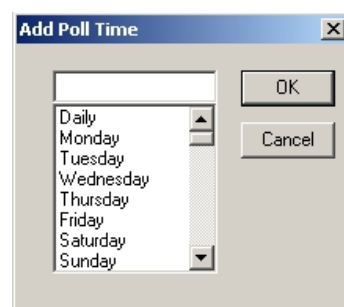 Add Poll Time
OK
Daily
Monday
Cancel
Tuesday
Wednesday
Thursday
Friday
Saturday
Sunday